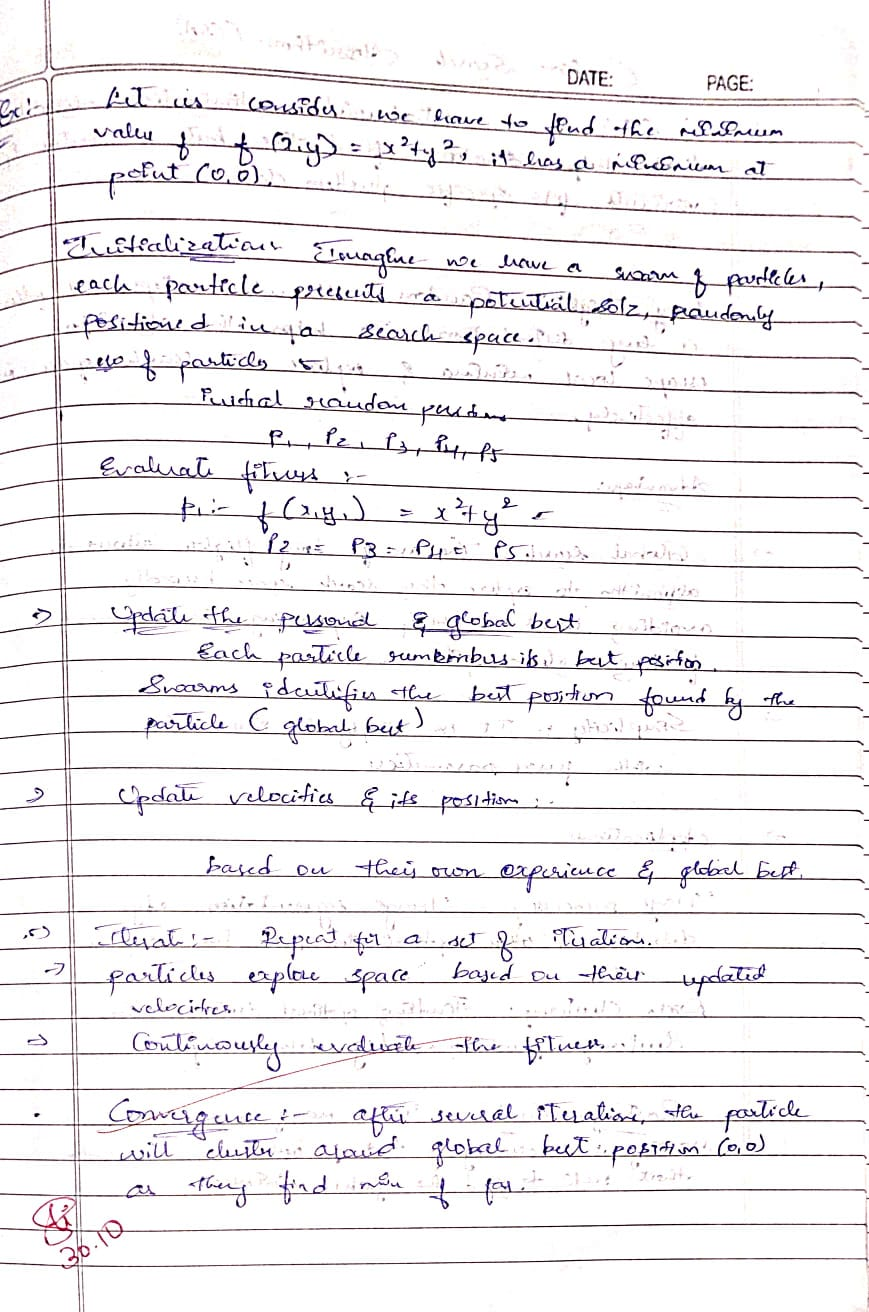 DATE: PAGE:
Ex:- Let us consider we have to find the minimum
value of f(x,y) = x²+y², it has a minimum at
point (0,0).
Initialization Imagine we have a swarm of particles,
each particle presents a potential solz, randomly
positioned in a search space.
no of particles 5.
Initial random
P1, P2, P3, P4, P5
Evaluate fitness :-
P1:- f(x1y1) = x²+y²
P2 = P3 = P4 = P5
=> Update the personal & global best
Each particle its best position.
Swarms identifies the best position found by the
particle (global best)
=> Update velocities & its position :-
based on their own experience & global best.
=> Iterate:- Repeat for a set of iterations.
=> particles explore space based on their updated
velocities.
=> Continuously evaluate the fitness.
• Convergence :- after several iterations, the particle
will cluster around global best position (0,0)
as they find min of
30.10